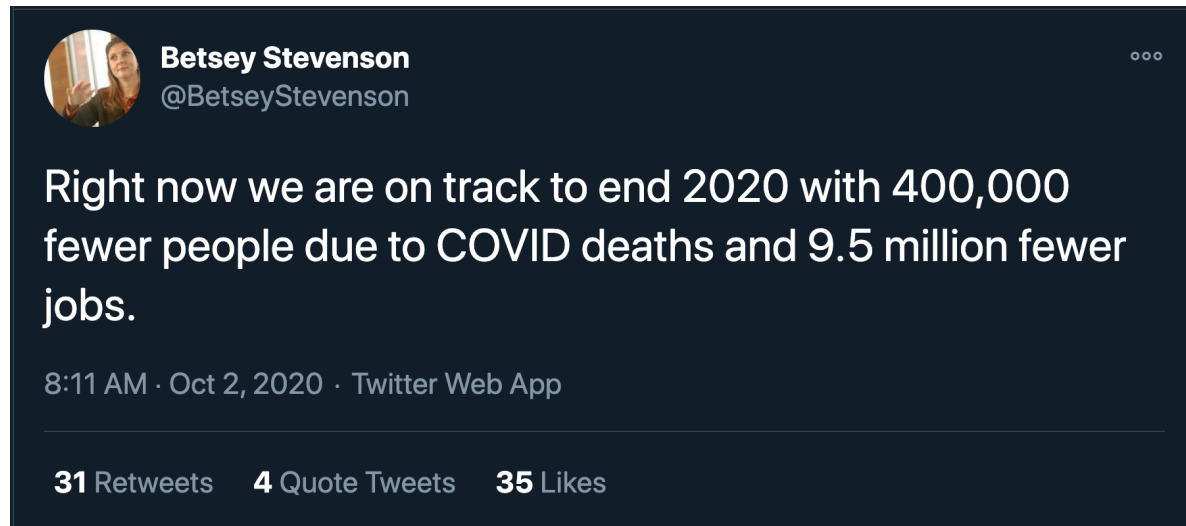 Betsey Stevenson
@BetseyStevenson
Right now we are on track to end 2020 with 400,000
fewer people due to COVID deaths and 9.5 million fewer
jobs.
8:11 AM · Oct 2, 2020 · Twitter Web App
31 Retweets 4 Quote Tweets 35 Likes